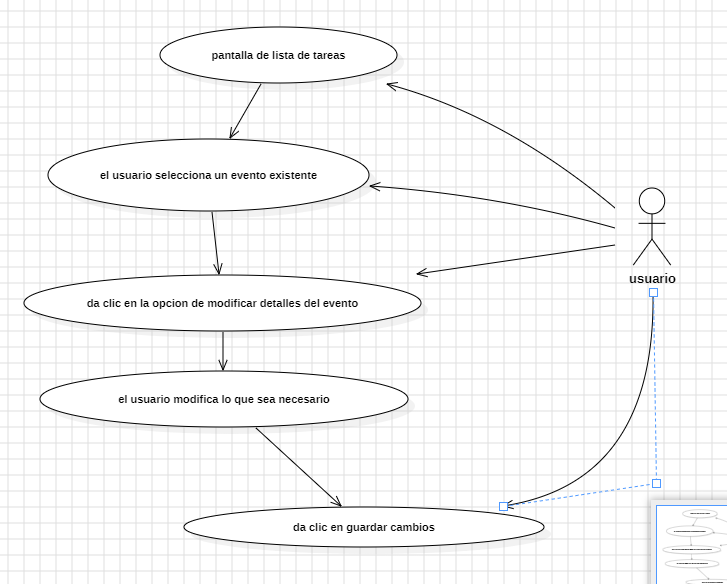 pantalla de lista de tareas
el usuario selecciona un evento existente
usuario
da clic en la opcion de modificar detalles del evento
el usuario modifica lo que sea necesario
da clic en guardar cambios